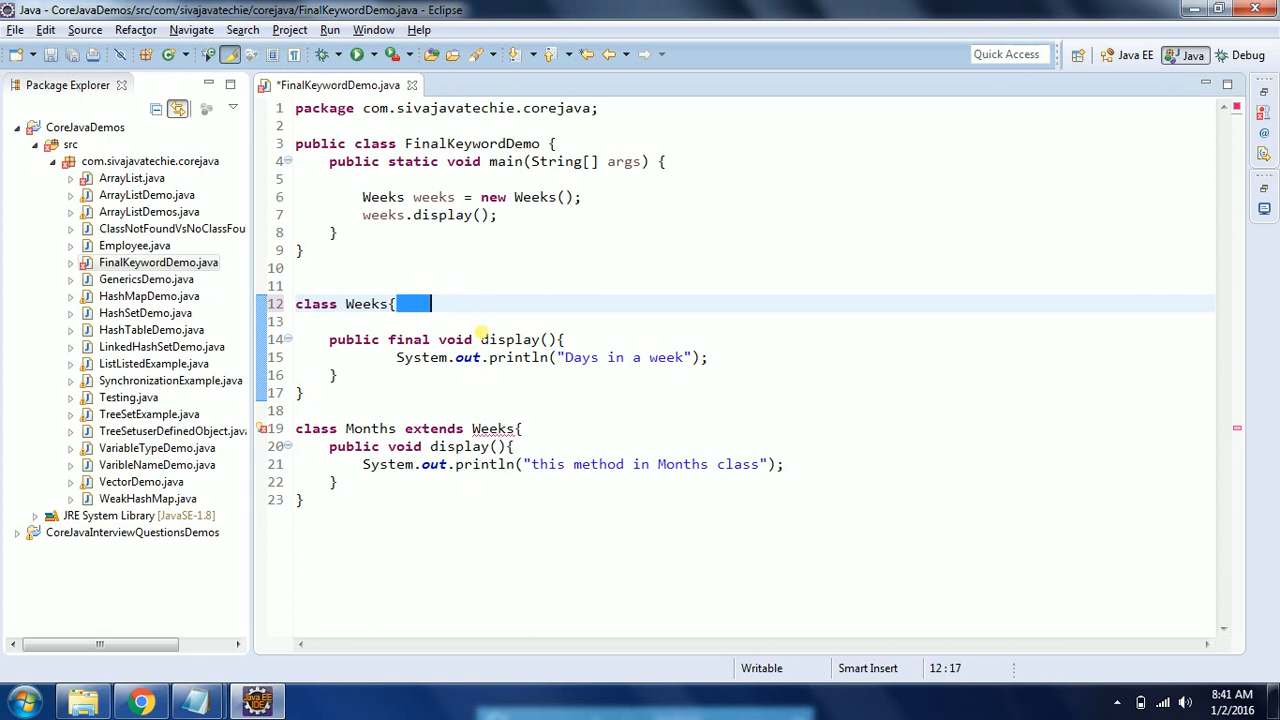 Java - CoreJavaDemos/src/com/sivajavatechie/corejava/FinalKeywordDemo.java - Eclipse
File Edit Source Refactor Navigate Search Project Run Window Help
Quick Access Java EE Java Debug
Package Explorer
*FinalKeywordDemo.java
CoreJavaDemos
src
com.sivajavatechie.corejava
ArrayList.java
ArrayListDemo.java
ArrayListDemos.java
ClassNotFoundVsNoClassFou
Employee.java
FinalKeywordDemo.java
GenericsDemo.java
HashMapDemo.java
HashSetDemo.java
HashTableDemo.java
LinkedHashSetDemo.java
ListListedExample.java
SynchronizationExample.java
Testing.java
TreeSetExample.java
TreeSetuserDefinedObject.java
VariableTypeDemo.java
VaribleNameDemo.java
VectorDemo.java
WeakHashMap.java
JRE System Library [JavaSE-1.8]
CoreJavaInterviewQuestionsDemos
1 package com.sivajavatechie.corejava;
2
3 public class FinalKeywordDemo {
4 public static void main(String[] args) {
5
6 Weeks weeks = new Weeks();
7 weeks.display();
8 }
9 }
10
11
12 class Weeks{
13
14 public final void display(){
15 System.out.println("Days in a week");
16 }
17 }
18
19 class Months extends Weeks{
20 public void display(){
21 System.out.println("this method in Months class");
22 }
23 }
Writable Smart Insert 12:17
Java EE IDE
8:41 AM
1/2/2016